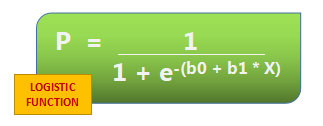 P = 1
1 + e-(b0 + b1 * X)
LOGISTIC
FUNCTION